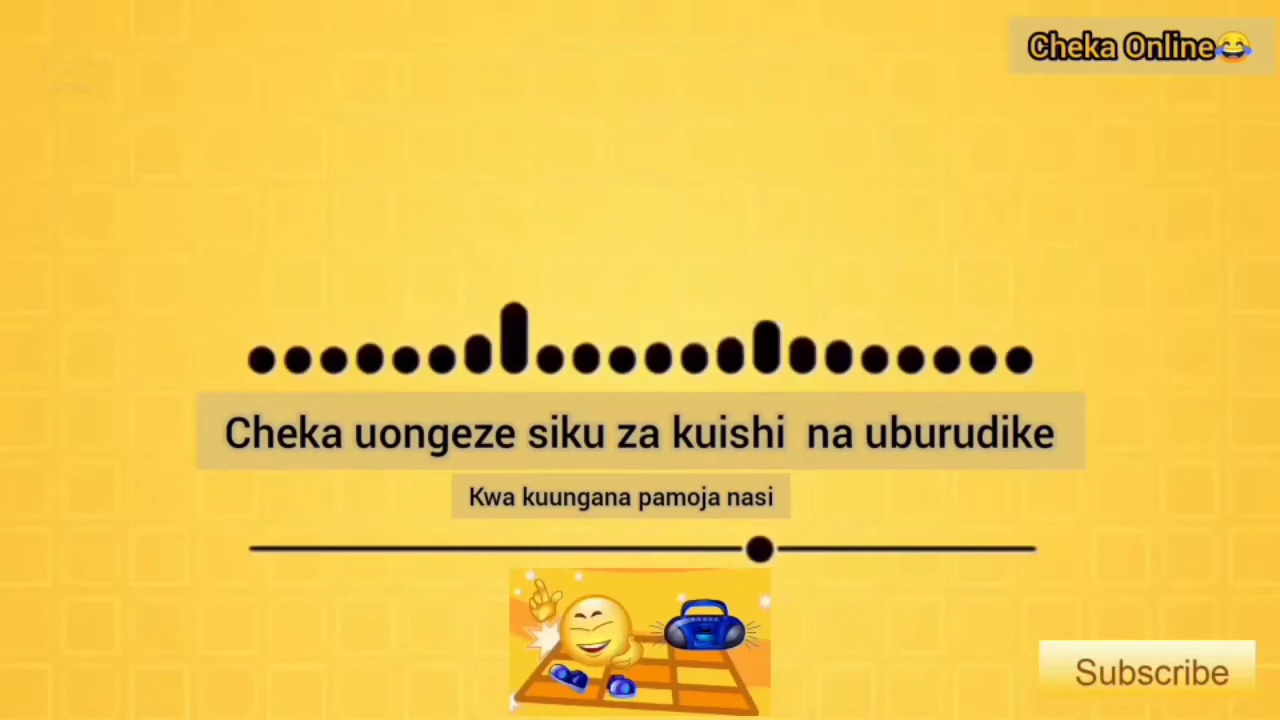 Cheka Online😂
Cheka uongeze siku za kuishi na uburudike
Kwa kuungana pamoja nasi
Subscribe